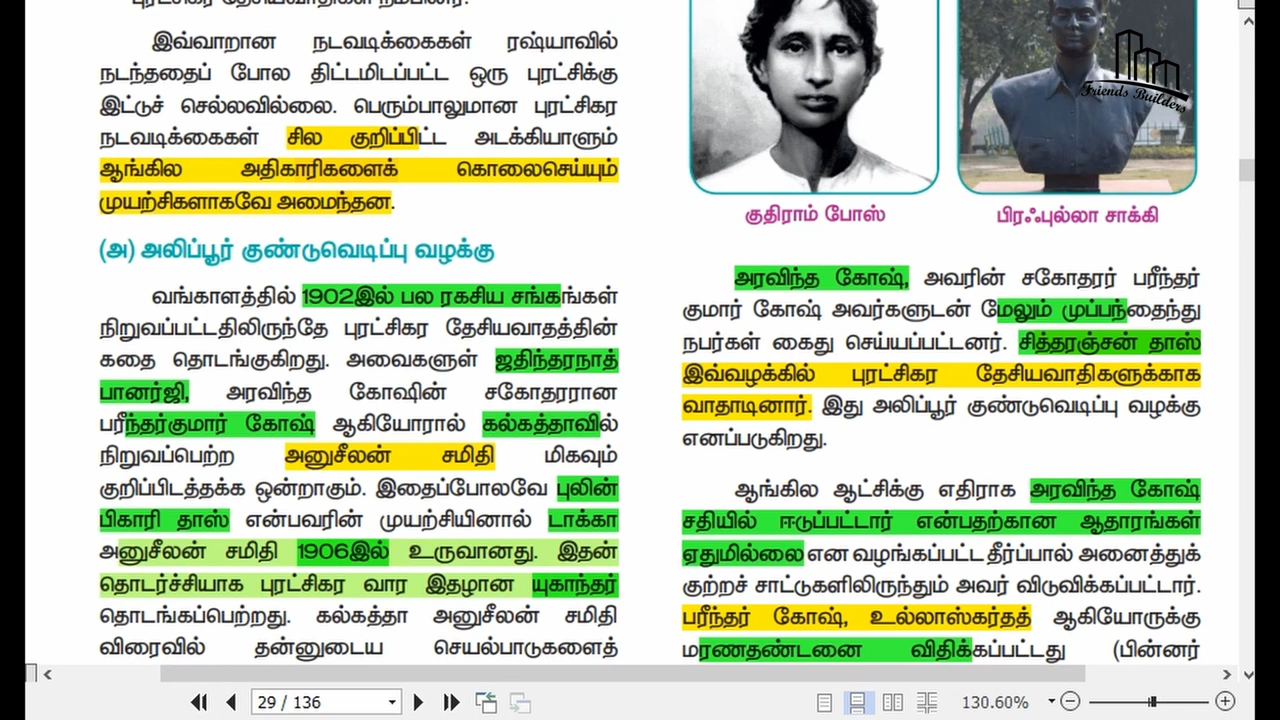 புரட்சிகர தேசியவாதிகள் நம்பினர்.
இவ்வாறான நடவடிக்கைகள் ரஷ்யாவில்
நடந்ததைப் போல திட்டமிடப்பட்ட ஒரு புரட்சிக்கு
இட்டுச் செல்லவில்லை. பெரும்பாலுமான புரட்சிகர
நடவடிக்கைகள் சில குறிப்பிட்ட அடக்கியாளும்
ஆங்கில அதிகாரிகளைக் கொலைசெய்யும்
முயற்சிகளாகவே அமைந்தன.
(அ) அலிப்பூர் குண்டுவெடிப்பு வழக்கு
வங்காளத்தில் 1902இல் பல ரகசிய சங்கங்கள்
நிறுவப்பட்டதிலிருந்தே புரட்சிகர தேசியவாதத்தின்
கதை தொடங்குகிறது. அவைகளுள் ஜதிந்தரநாத்
பானர்ஜி, அரவிந்த கோஷின் சகோதரரான
பரீந்தர்குமார் கோஷ் ஆகியோரால் கல்கத்தாவில்
நிறுவப்பெற்ற அனுசீலன் சமிதி மிகவும்
குறிப்பிடத்தக்க ஒன்றாகும். இதைப்போலவே புலின்
பிகாரி தாஸ் என்பவரின் முயற்சியினால் டாக்கா
அனுசீலன் சமிதி 1906இல் உருவானது. இதன்
தொடர்ச்சியாக புரட்சிகர வார இதழான யுகாந்தர்
தொடங்கப்பெற்றது. கல்கத்தா அனுசீலன் சமிதி
விரைவில் தன்னுடைய செயல்பாடுகளைத்
Friends Builders
குதிராம் போஸ்
பிரஃபுல்லா சாக்கி
அரவிந்த கோஷ், அவரின் சகோதரர் பரீந்தர்
குமார் கோஷ் அவர்களுடன் மேலும் முப்பந்தைந்து
நபர்கள் கைது செய்யப்பட்டனர். சித்தரஞ்சன் தாஸ்
இவ்வழக்கில் புரட்சிகர தேசியவாதிகளுக்காக
வாதாடினார். இது அலிப்பூர் குண்டுவெடிப்பு வழக்கு
எனப்படுகிறது.
ஆங்கில ஆட்சிக்கு எதிராக அரவிந்த கோஷ்
சதியில் ஈடுப்பட்டார் என்பதற்கான ஆதாரங்கள்
ஏதுமில்லை என வழங்கப்பட்ட தீர்ப்பால் அனைத்துக்
குற்றச் சாட்டுகளிலிருந்தும் அவர் விடுவிக்கப்பட்டார்.
பரீந்தர் கோஷ், உல்லாஸ்கர்தத் ஆகியோருக்கு
மரணதண்டனை விதிக்கப்பட்டது (பின்னர்
29 / 136
130.60%